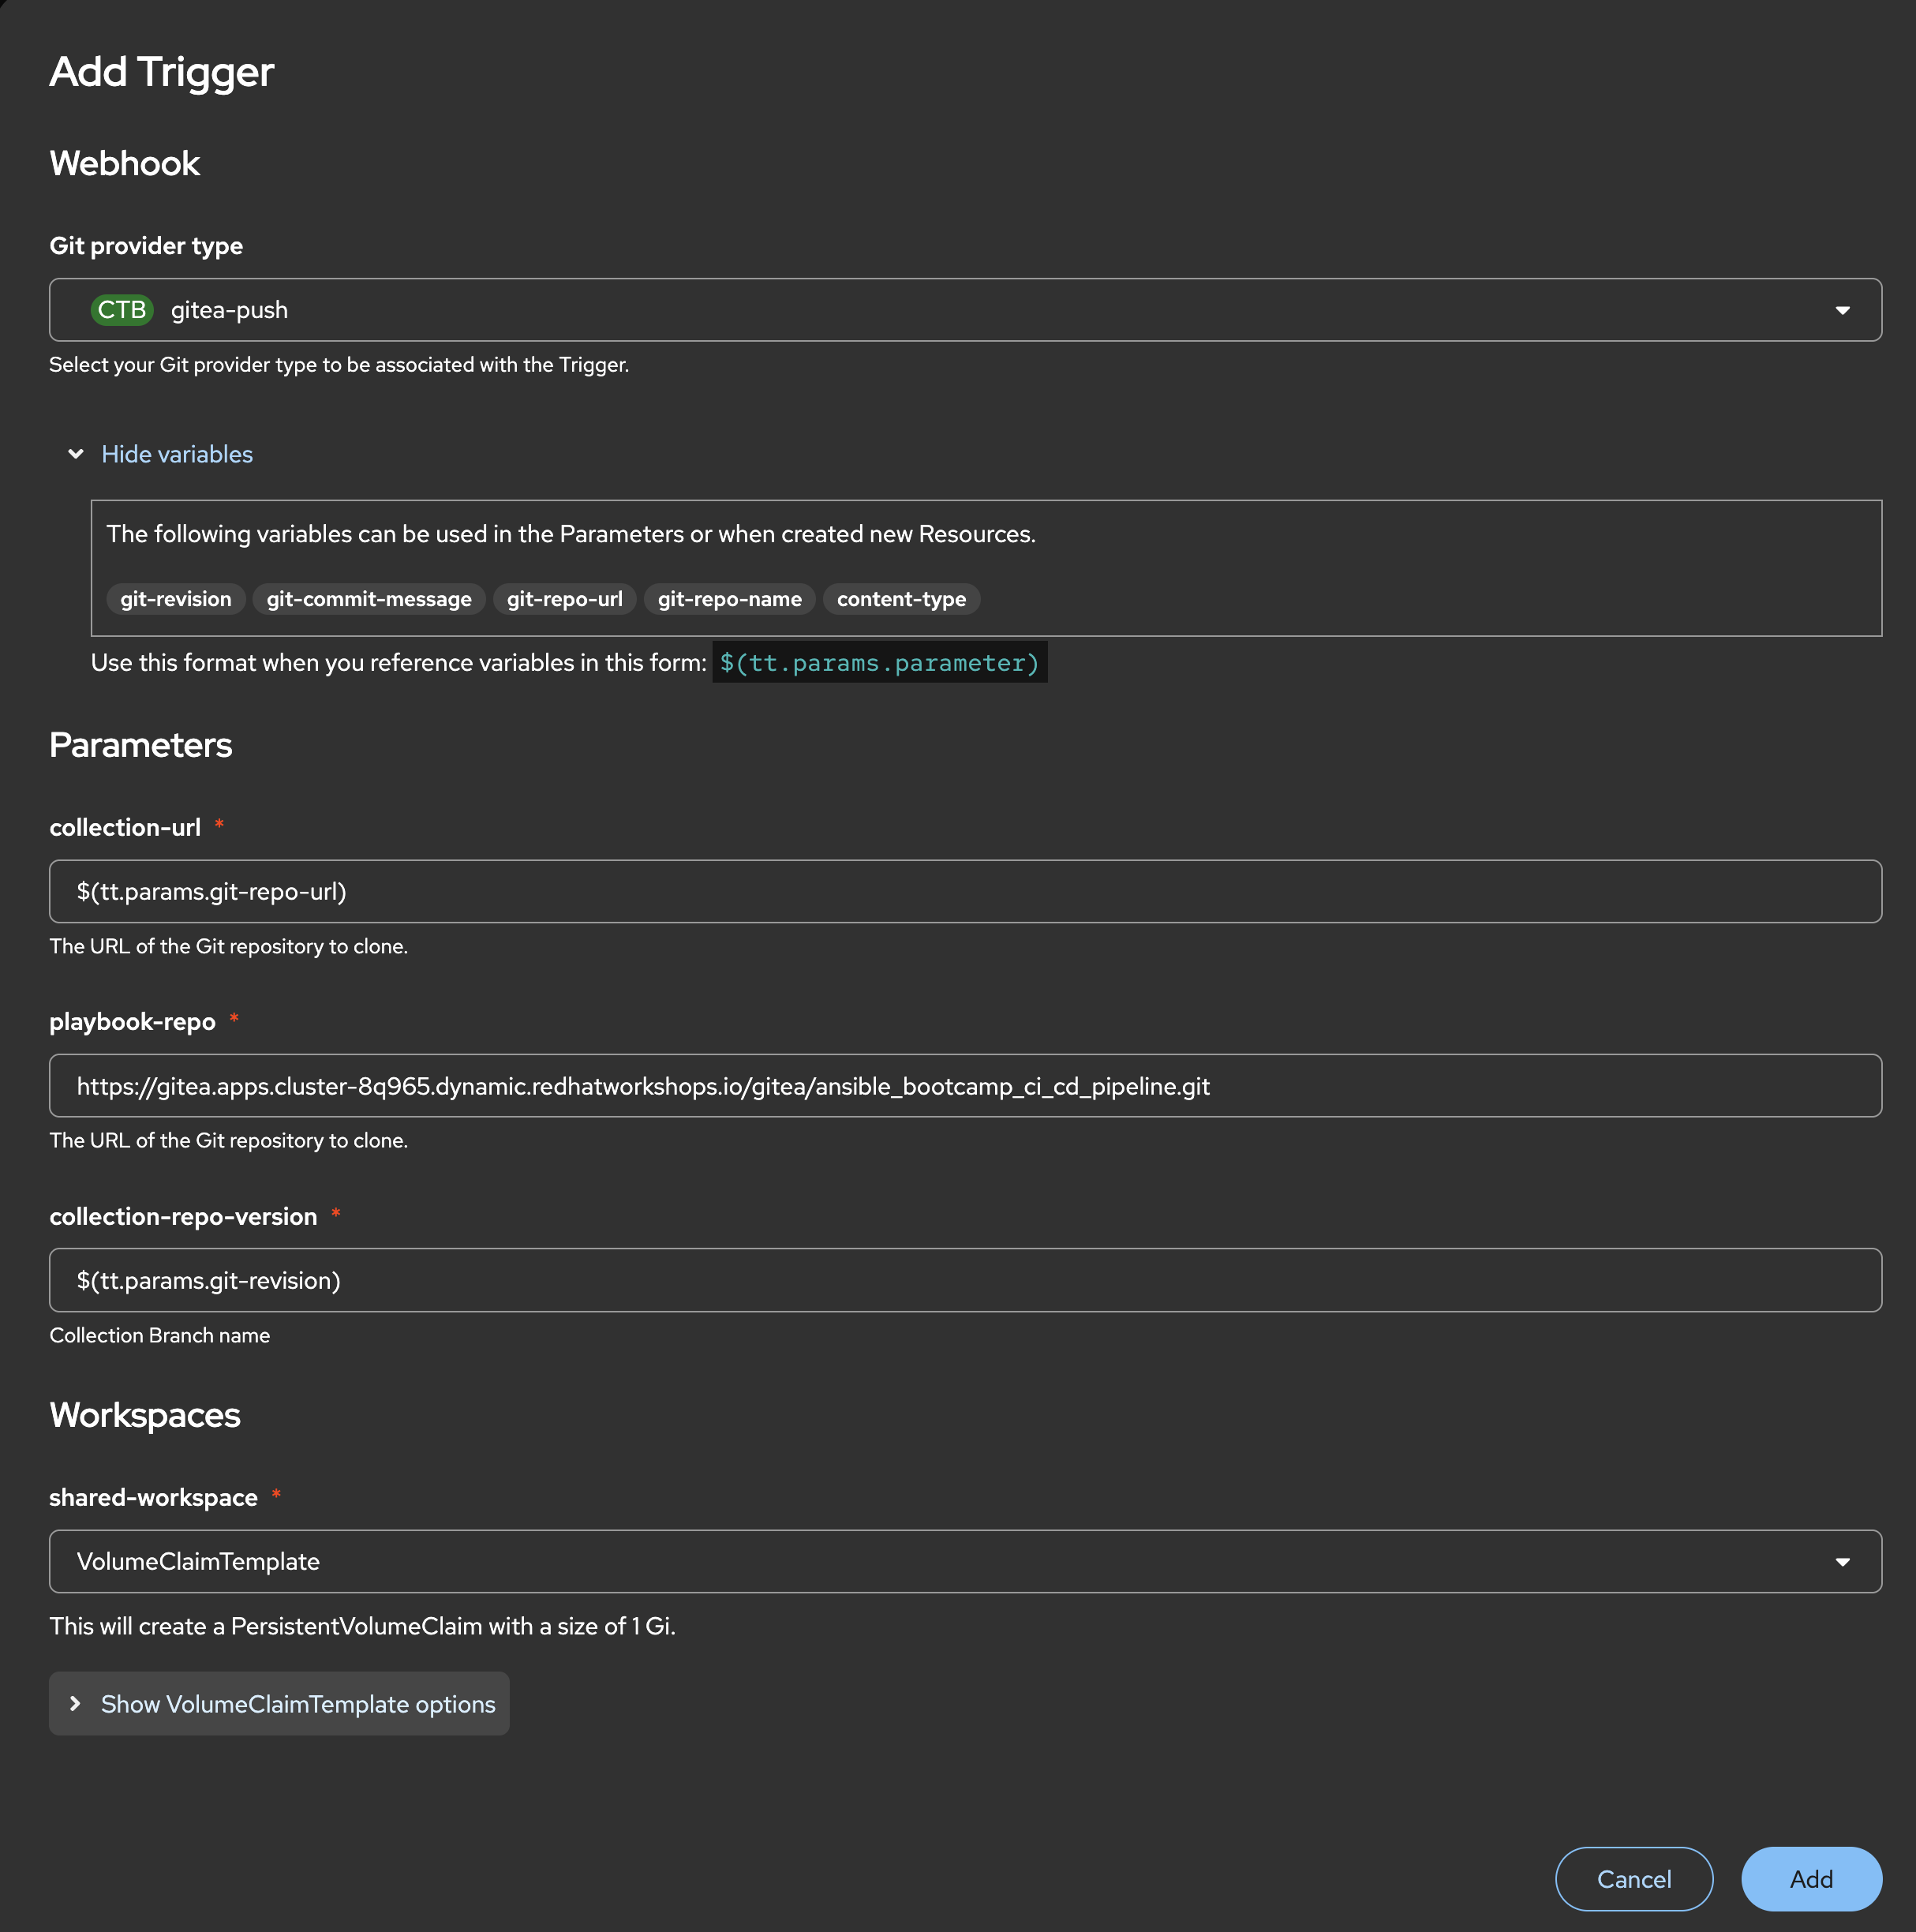 Add Trigger
Webhook
Git provider type
CTB gitea-push
Select your Git provider type to be associated with the Trigger.
Hide variables
The following variables can be used in the Parameters or when created new Resources.
git-revision git-commit-message git-repo-url git-repo-name content-type
Use this format when you reference variables in this form: $(tt.params.parameter)
Parameters
collection-url *
$(tt.params.git-repo-url)
The URL of the Git repository to clone.
playbook-repo *
https://gitea.apps.cluster-8q965.dynamic.redhatworkshops.io/gitea/ansible_bootcamp_ci_cd_pipeline.git
The URL of the Git repository to clone.
collection-repo-version *
$(tt.params.git-revision)
Collection Branch name
Workspaces
shared-workspace *
VolumeClaimTemplate
This will create a PersistentVolumeClaim with a size of 1 Gi.
Show VolumeClaimTemplate options
Cancel Add